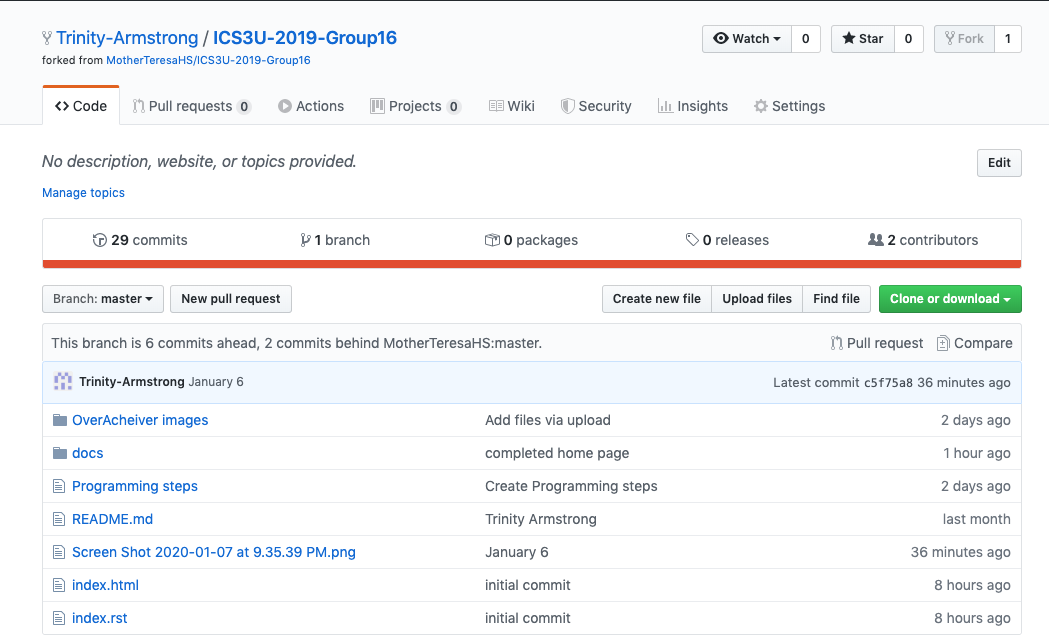 Trinity-Armstrong / ICS3U-2019-Group16
Watch 0 Star 0 Fork 1
forked from MotherTeresaHS/ICS3U-2019-Group16
Code Pull requests 0 Actions Projects 0 Wiki Security Insights Settings
No description, website, or topics provided.
Edit
Manage topics
29 commits 1 branch 0 packages 0 releases 2 contributors
Branch: master New pull request Create new file Upload files Find file Clone or download
This branch is 6 commits ahead, 2 commits behind MotherTeresaHS:master. Pull request Compare
Trinity-Armstrong January 6 Latest commit c5f75a8 36 minutes ago
OverAcheiver images Add files via upload 2 days ago
docs completed home page 1 hour ago
Programming steps Create Programming steps 2 days ago
README.md Trinity Armstrong last month
Screen Shot 2020-01-07 at 9.35.39 PM.png January 6 36 minutes ago
index.html initial commit 8 hours ago
index.rst initial commit 8 hours ago